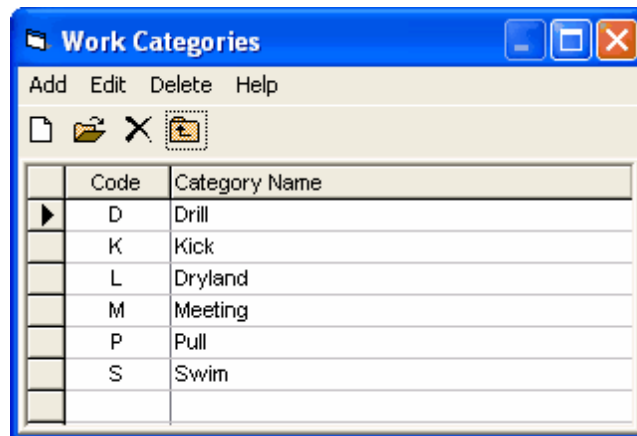 Work Categories
Add Edit Delete Help
Code Category Name
D Drill
K Kick
L Dryland
M Meeting
P Pull
S Swim